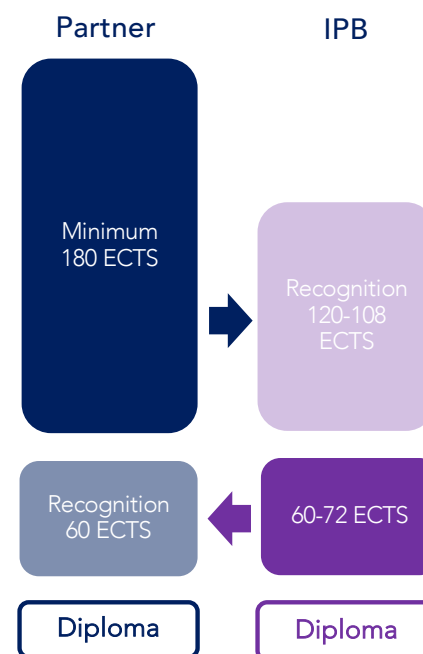 Partner
IPB
Minimum
180 ECTS
Recognition
120-108
ECTS
Recognition
60 ECTS
60-72 ECTS
Diploma
Diploma